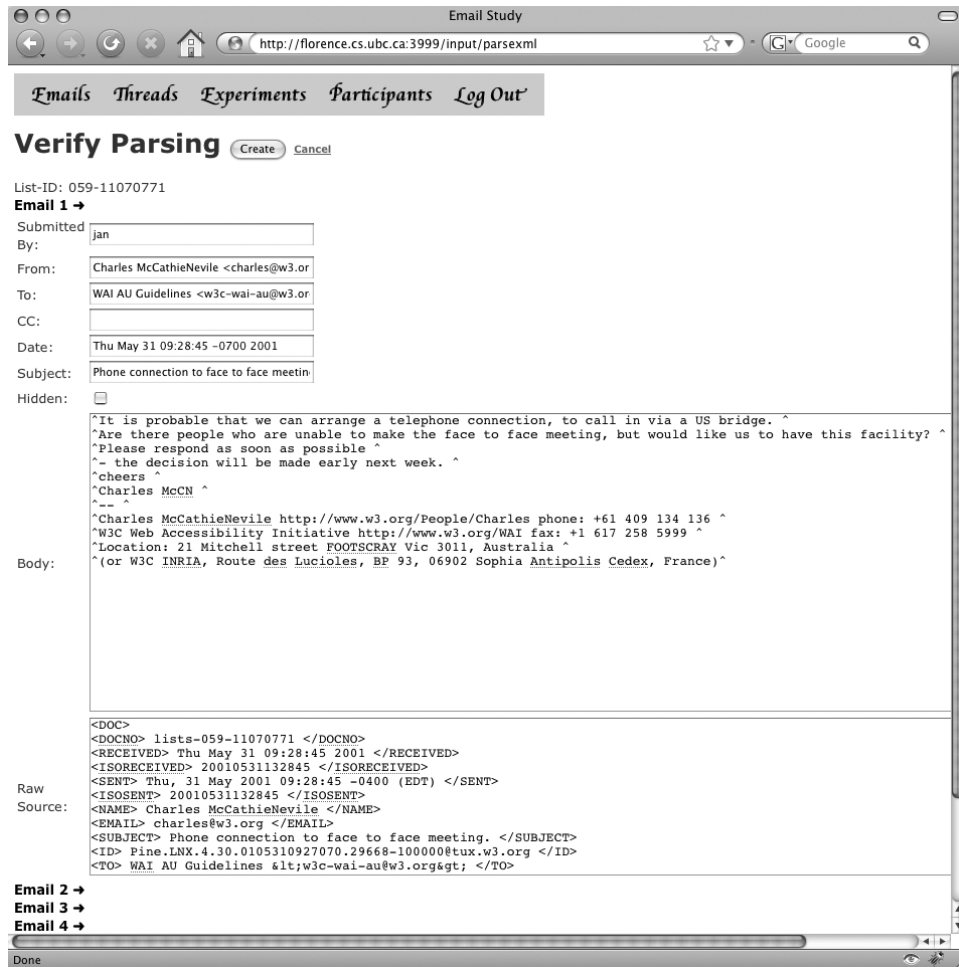 Email Study
http://florence.cs.ubc.ca:3999/input/parsexml
G Google
Emails Threads Experiments Participants Log Out
Verify Parsing Create Cancel
List-ID: 059-11070771
Email 1 →
Submitted By: jan
From: Charles McCathieNevile <charles@w3.or
To: WAI AU Guidelines <w3c-wai-au@w3.or
CC:
Date: Thu May 31 09:28:45 -0700 2001
Subject: Phone connection to face to face meetin
Hidden:
Body:
^It is probable that we can arrange a telephone connection, to call in via a US bridge. ^
^Are there people who are unable to make the face to face meeting, but would like us to have this facility? ^
^Please respond as soon as possible ^
^- the decision will be made early next week. ^
^cheers ^
^Charles McCN ^
^-- ^
^Charles McCathieNevile http://www.w3.org/People/Charles phone: +61 409 134 136 ^
^W3C Web Accessibility Initiative http://www.w3.org/WAI fax: +1 617 258 5999 ^
^Location: 21 Mitchell street FOOTSCRAY Vic 3011, Australia ^
^(or W3C INRIA, Route des Lucioles, BP 93, 06902 Sophia Antipolis Cedex, France)^
Raw Source:
<DOC>
<DOCNO> lists-059-11070771 </DOCNO>
<RECEIVED> Thu May 31 09:28:45 2001 </RECEIVED>
<ISORECEIVED> 20010531132845 </ISORECEIVED>
<SENT> Thu, 31 May 2001 09:28:45 -0400 (EDT) </SENT>
<ISOSENT> 20010531132845 </ISOSENT>
<NAME> Charles McCathieNevile </NAME>
<EMAIL> charles@w3.org </EMAIL>
<SUBJECT> Phone connection to face to face meeting. </SUBJECT>
<ID> Pine.LNX.4.30.0105310927070.29668-100000@tux.w3.org </ID>
<TO> WAI AU Guidelines &lt;w3c-wai-au@w3.org&gt; </TO>
Email 2 →
Email 3 →
Email 4 →
Done